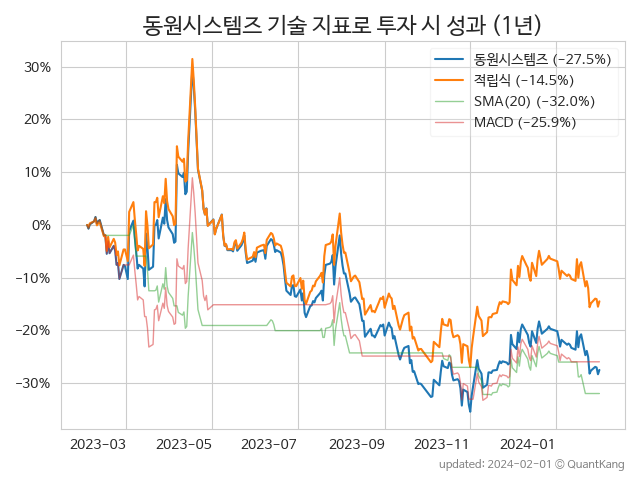 동원시스템즈 기술 지표로 투자 시 성과 (1년)
동원시스템즈 (−27.5%)
적립식 (−14.5%)
SMA(20) (−32.0%)
MACD (−25.9%)
30%
20%
10%
0%
−10%
−20%
−30%
2023-03
2023-05
2023-07
2023-09
2023-11
2024-01
updated: 2024-02-01 © QuantKang